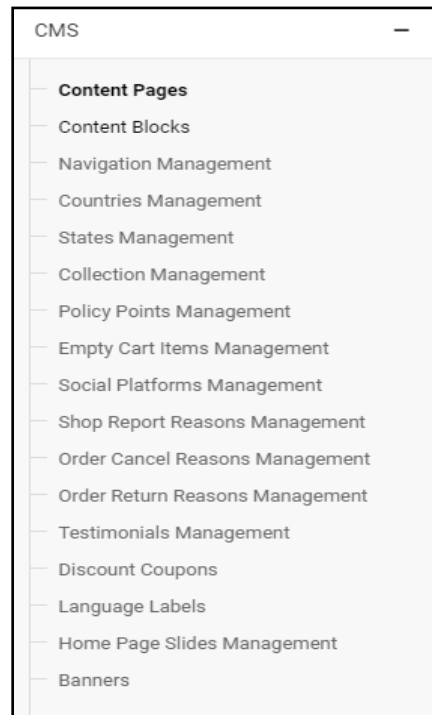 CMS
Content Pages
Content Blocks
Navigation Management
Countries Management
States Management
Collection Management
Policy Points Management
Empty Cart Items Management
Social Platforms Management
Shop Report Reasons Management
Order Cancel Reasons Management
Order Return Reasons Management
Testimonials Management
Discount Coupons
Language Labels
Home Page Slides Management
Banners